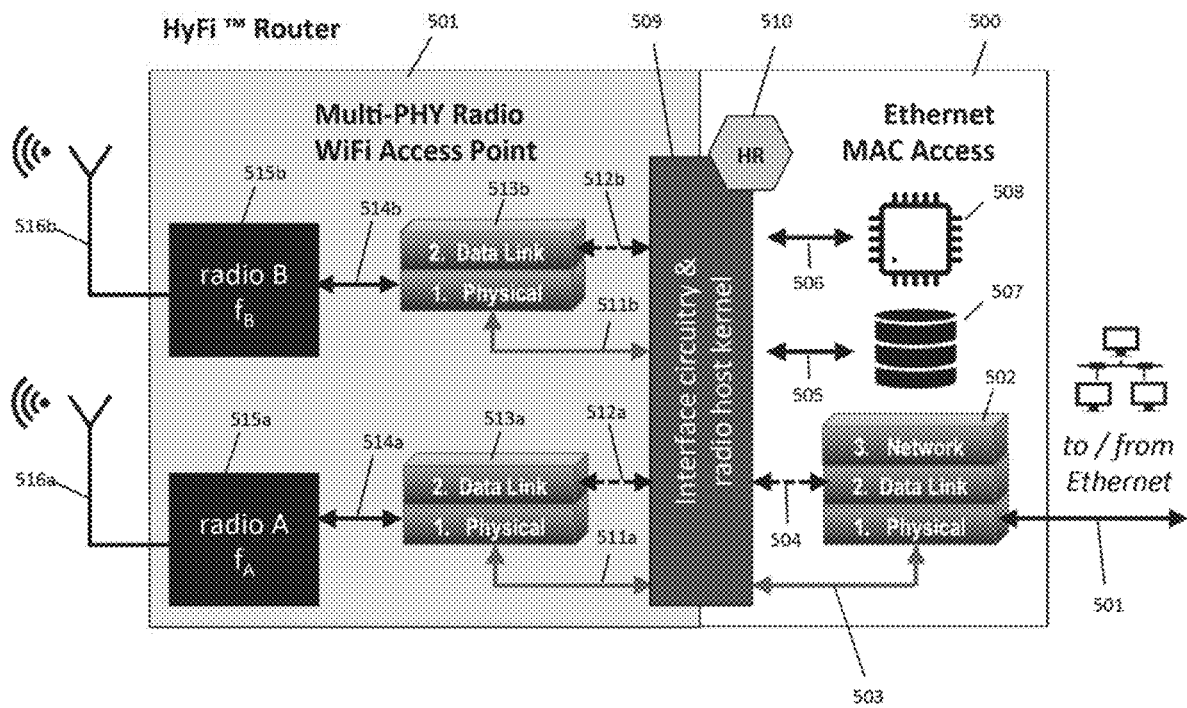 HyFi ™ Router
501
509
510
500
Multi-PHY Radio
WiFi Access Point
Ethernet
MAC Access
HR
515b
513b
512b
508
516b
514b
radio B
fB
2. Data Link
1. Physical
506
511b
507
Interface circuitry &
radio host kernel
505
502
515a
513a
512a
514a
3. Network
2. Data Link
1. Physical
to / from
Ethernet
516a
radio A
fA
2. Data Link
1. Physical
504
511a
501
503